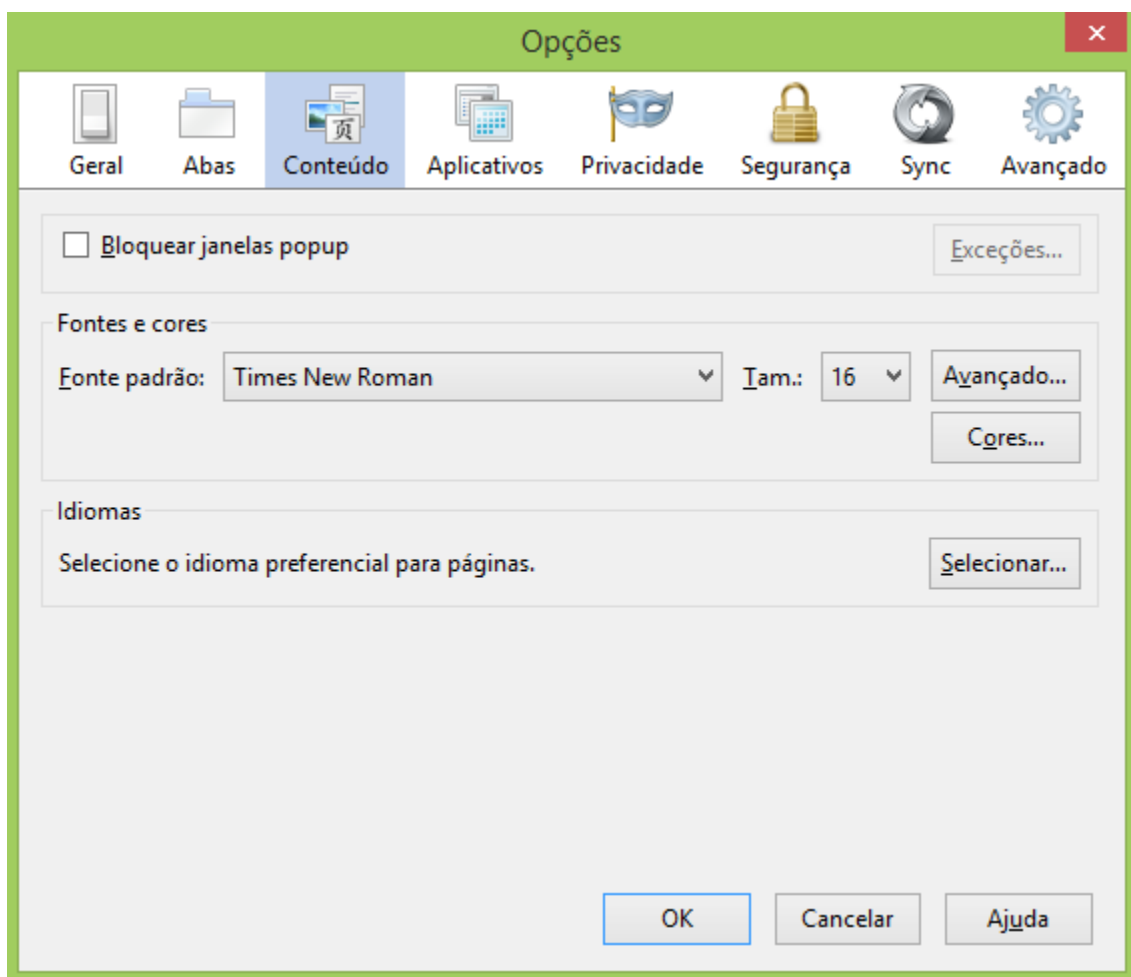 Opções
Geral Abas Conteúdo Aplicativos Privacidade Segurança Sync Avançado
页
Bloquear janelas popup Exceções...
Fontes e cores
Fonte padrão: Times New Roman Tam.: 16 Avançado...
Cores...
Idiomas
Selecione o idioma preferencial para páginas. Selecionar...
OK Cancelar Ajuda